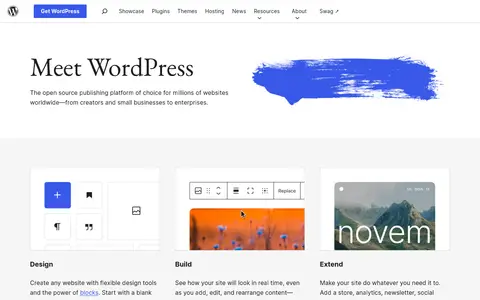 Get WordPress Showcase Plugins Themes Hosting News Resources About Swag ↗
Meet WordPress
The open source publishing platform of choice for millions of websites
worldwide—from creators and small businesses to enterprises.
Replace
novem
Design
Create any website with flexible design tools
and the power of blocks. Start with a blank
Build
See how your site will look in real time, even
as you add, edit, and rearrange content—
Extend
Make your site do whatever you need it to.
Add a store, analytics, newsletter, social